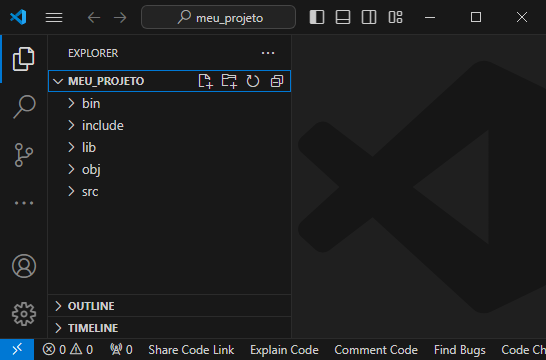 meu_projeto
EXPLORER
MEU_PROJETO
bin
include
lib
obj
src
OUTLINE
TIMELINE
0 0 0 Share Code Link Explain Code Comment Code Find Bugs Code Ch